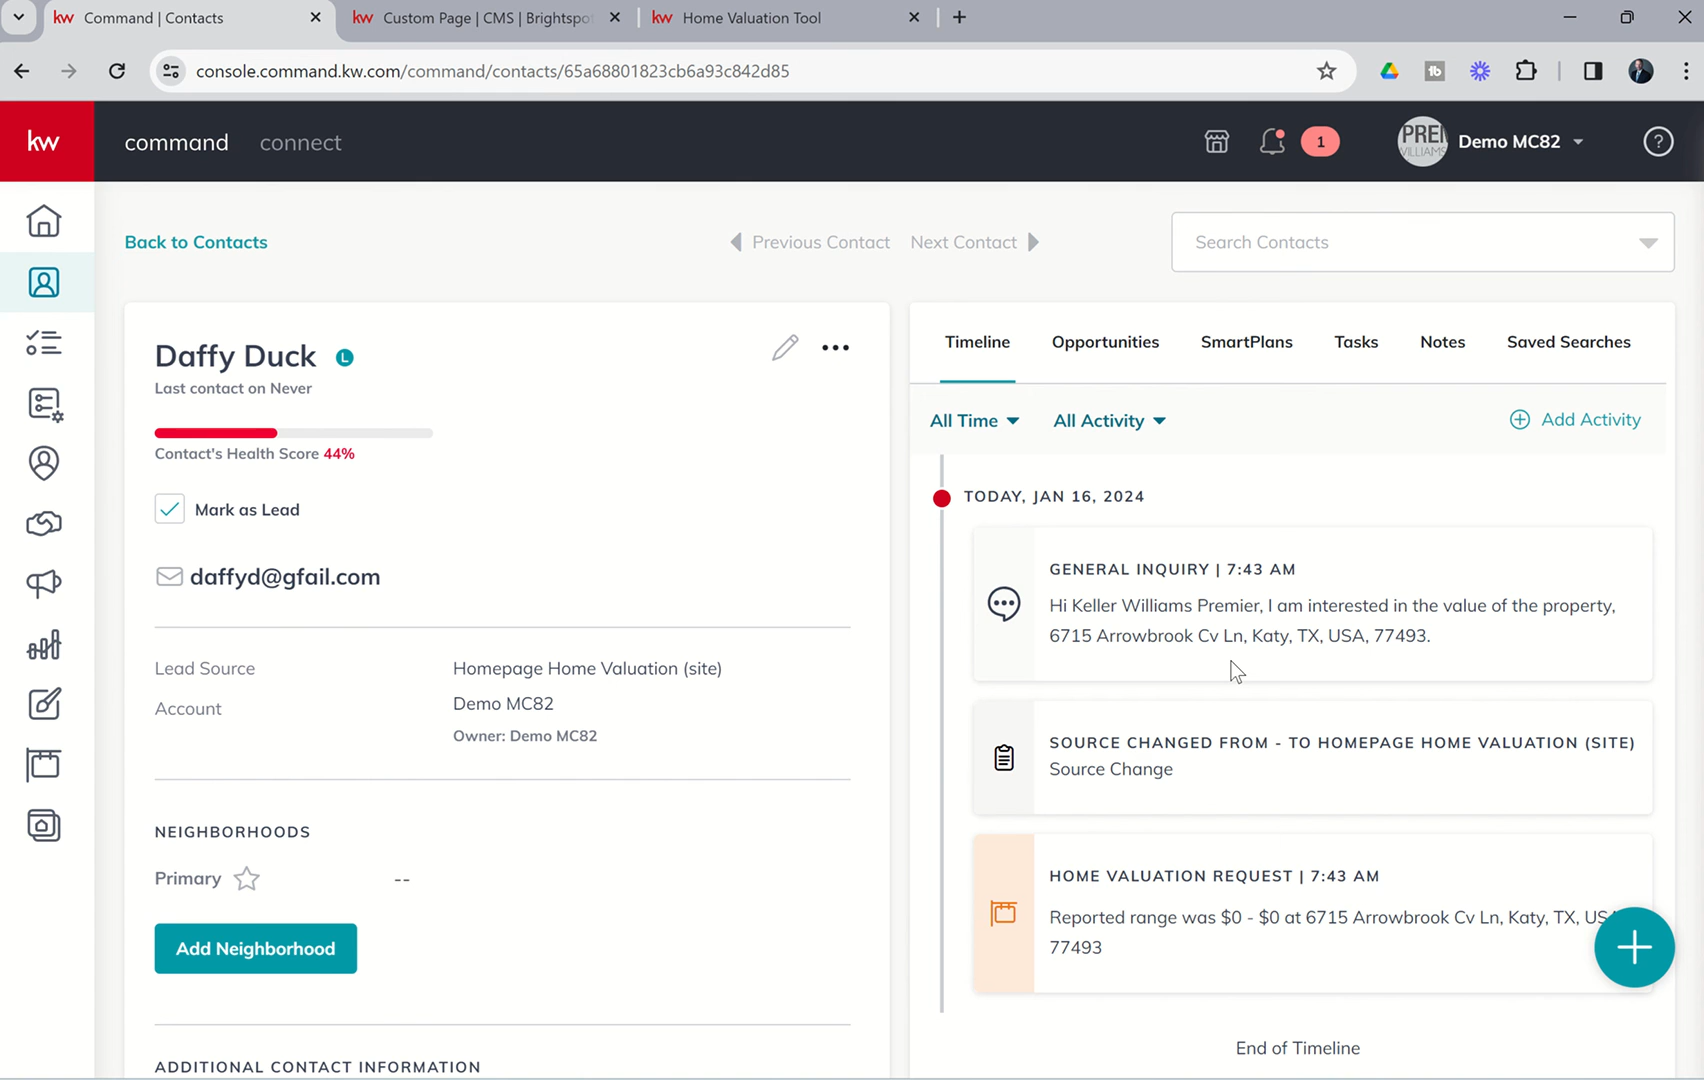 Command | Contacts
kw Custom Page | CMS | Brightspo
kw Home Valuation Tool
console.command.kw.com/command/contacts/65a68801823cb6a93c842d85
kw
command
connect
1
PREI
WILLIAMS
Demo MC82
?
Back to Contacts
Previous Contact
Next Contact
Search Contacts
Daffy Duck L
Last contact on Never
Contact's Health Score 44%
Mark as Lead
daffyd@gfail.com
Lead Source
Homepage Home Valuation (site)
Account
Demo MC82
Owner: Demo MC82
NEIGHBORHOODS
Primary
--
Add Neighborhood
ADDITIONAL CONTACT INFORMATION
Timeline
Opportunities
SmartPlans
Tasks
Notes
Saved Searches
All Time
All Activity
Add Activity
TODAY, JAN 16, 2024
GENERAL INQUIRY | 7:43 AM
Hi Keller Williams Premier, I am interested in the value of the property,
6715 Arrowbrook Cv Ln, Katy, TX, USA, 77493.
SOURCE CHANGED FROM - TO HOMEPAGE HOME VALUATION (SITE)
Source Change
HOME VALUATION REQUEST | 7:43 AM
Reported range was $0 - $0 at 6715 Arrowbrook Cv Ln, Katy, TX,
77493
End of Timeline